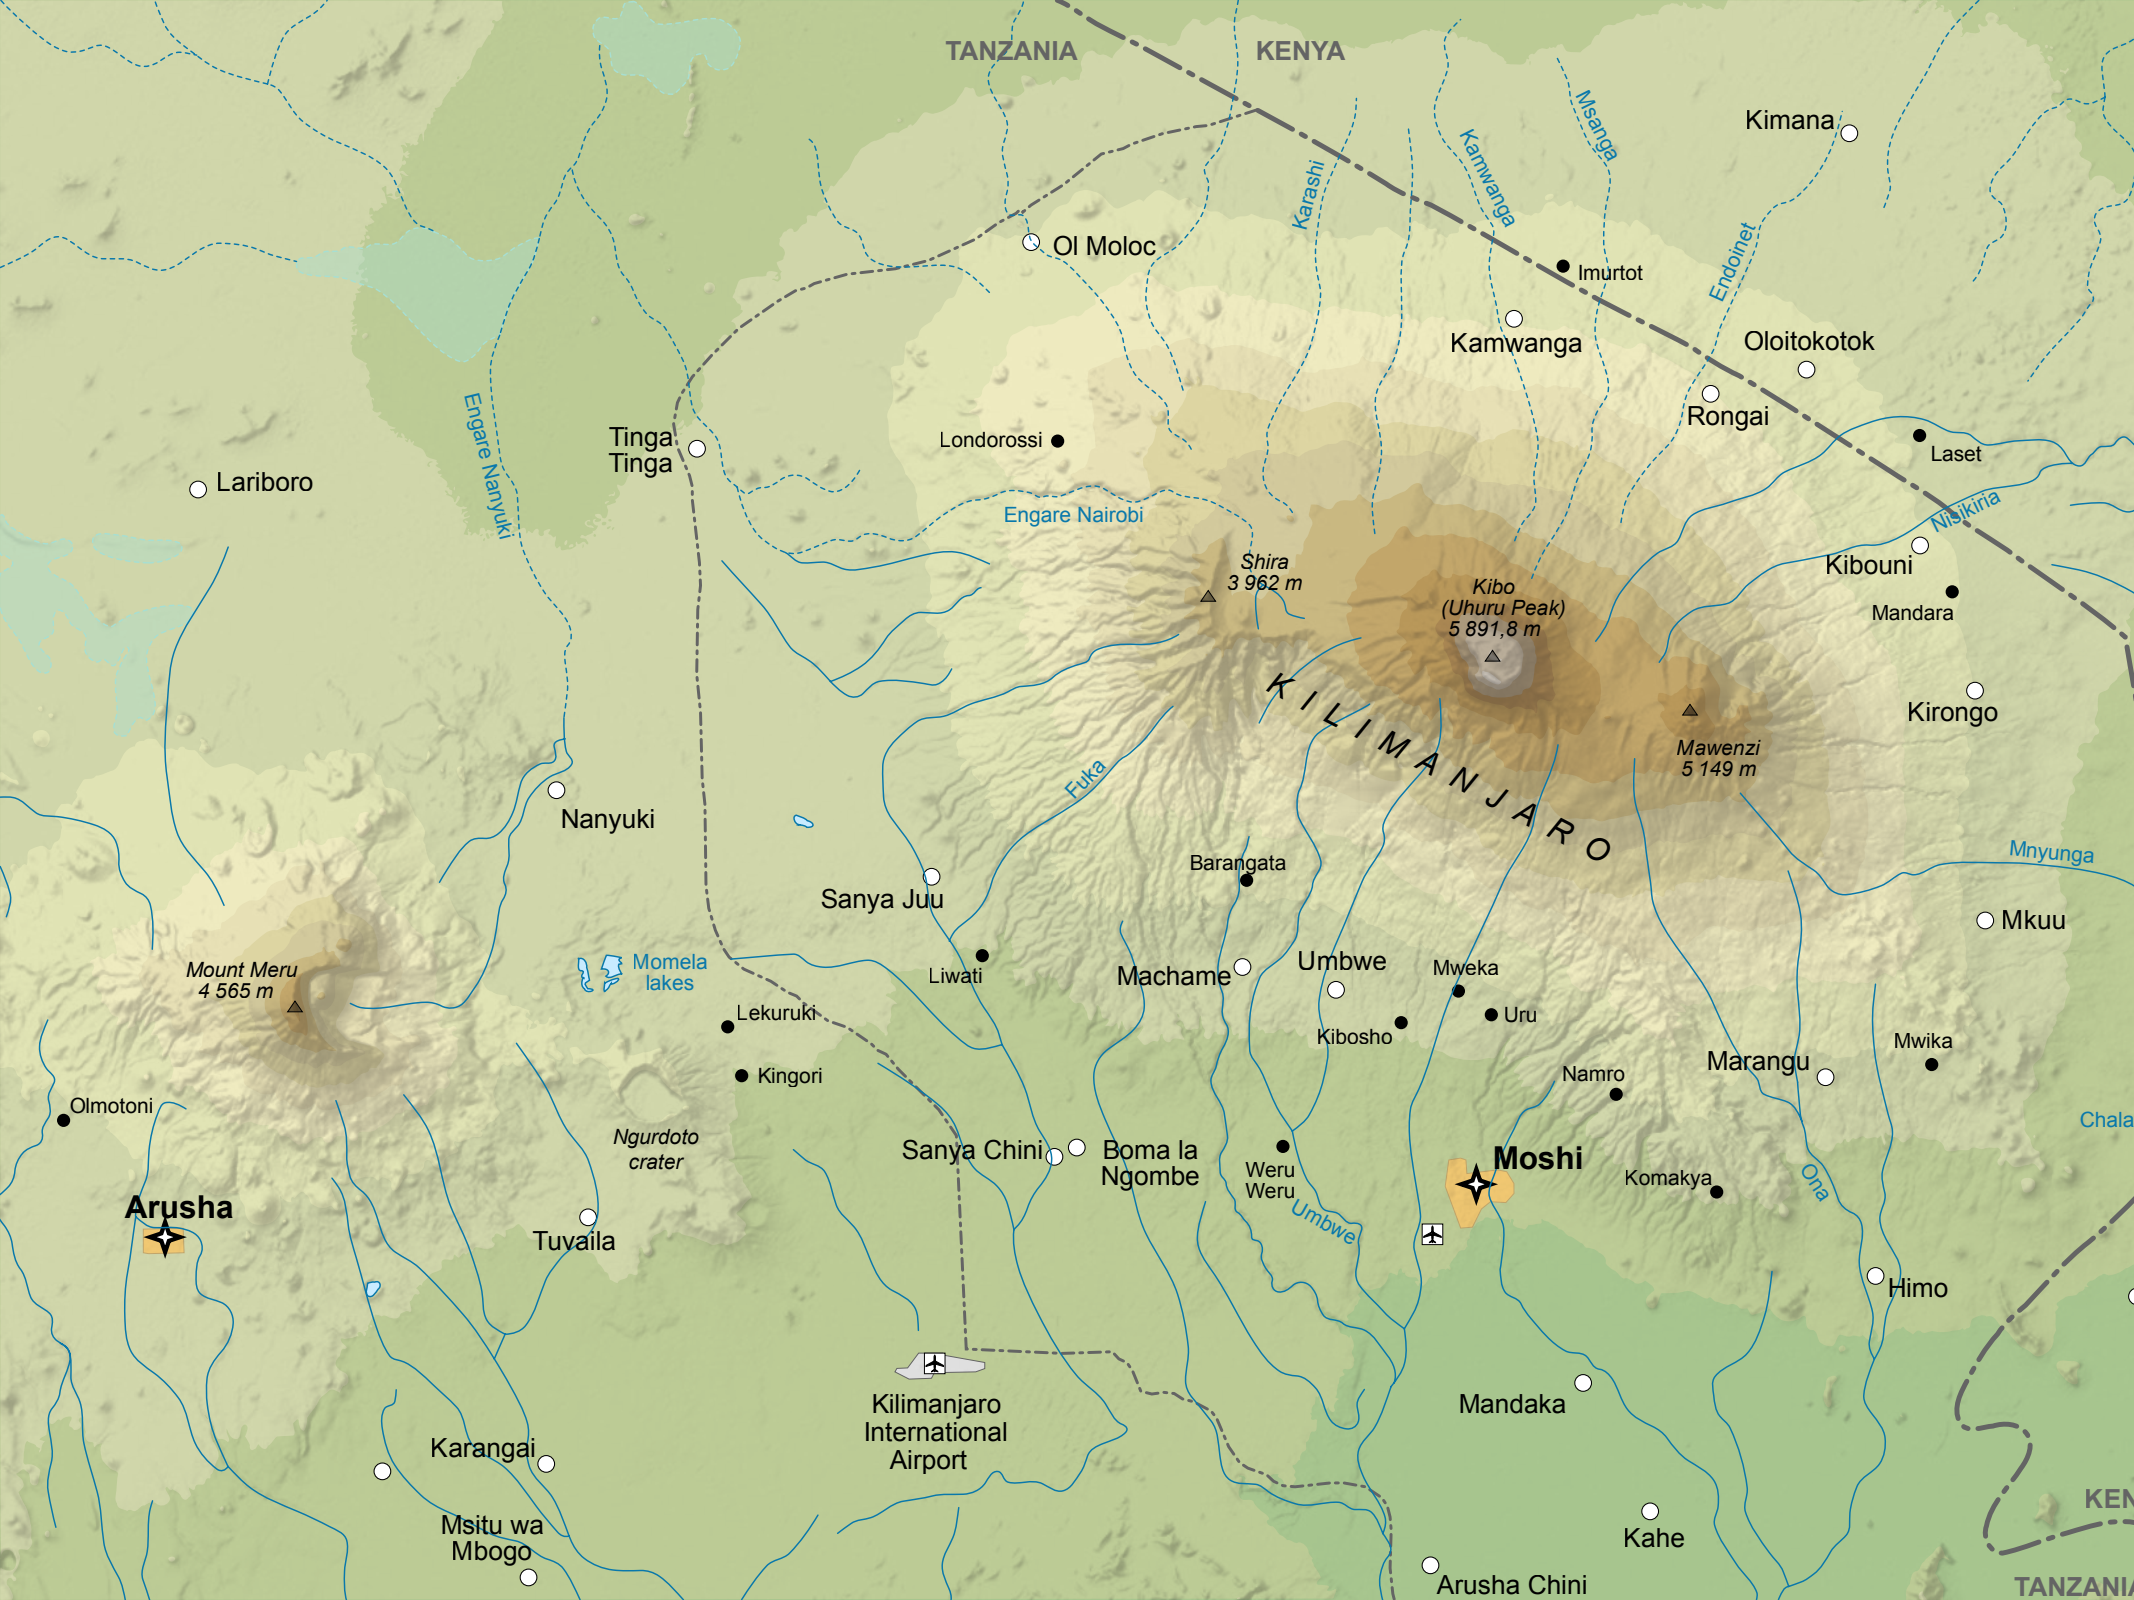 TANZANIA
KENYA
Msanga
Kimana
Kamwanga
Karashi
Ol Moloc
Endoinet
Imurtot
Kamwanga
Oloitokotok
Rongai
Engare Nanyuki
Tinga
Tinga
Londorossi
Laset
Lariboro
Engare Nairobi
Nisikiria
Shira
3 962 m
Kibo
(Uhuru Peak)
5 891,8 m
Kibouni
Mandara
KILIMANJARO
Kirongo
Mawenzi
5 149 m
Fuka
Nanyuki
Barangata
Mnyunga
Sanya Juu
Mkuu
Mount Meru
4 565 m
Momela
lakes
Liwati
Machame
Umbwe
Mweka
Lekuruki
Uru
Kibosho
Mwika
Marangu
Kingori
Namro
Olmotoni
Chala
Ngurdoto
crater
Sanya Chini
Boma la
Ngombe
Weru
Weru
Moshi
Komakya
Ona
Arusha
Umbwe
Tuvaila
Himo
Kilimanjaro
International
Airport
Mandaka
Karangai
KEN
Msitu wa
Mbogo
Kahe
Arusha Chini
TANZANIA